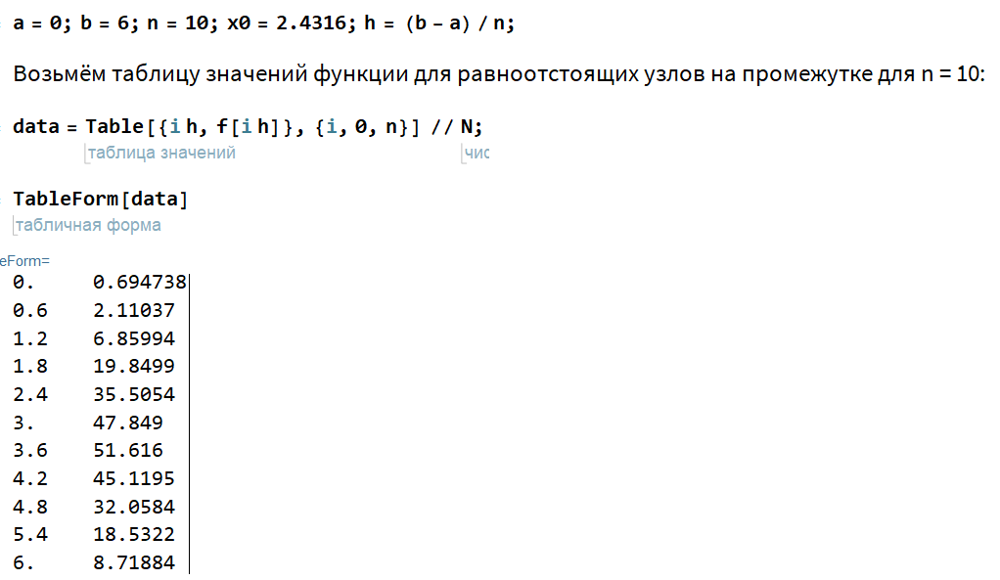 a = 0; b = 6; n = 10; x0 = 2.4316; h = (b - a) / n;
Возьмём таблицу значений функции для равноотстоящих узлов на промежутке для n = 10:
data = Table[{i h, f[i h]}, {i, 0, n}] // N;
таблица значений чис
TableForm[data]
табличная форма
eForm=
0. 0.694738
0.6 2.11037
1.2 6.85994
1.8 19.8499
2.4 35.5054
3. 47.849
3.6 51.616
4.2 45.1195
4.8 32.0584
5.4 18.5322
6. 8.71884